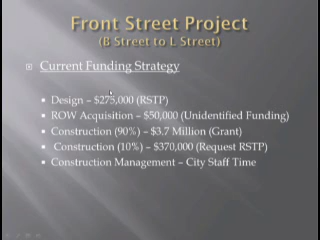 Front Street Project
(B Street to L Street)
Current Funding Strategy
Design – $275,000 (RSTP)
ROW Acquisition – $50,000 (Unidentified Funding)
Construction (90%) – $3.7 Million (Grant)
Construction (10%) – $370,000 (Request RSTP)
Construction Management – City Staff Time